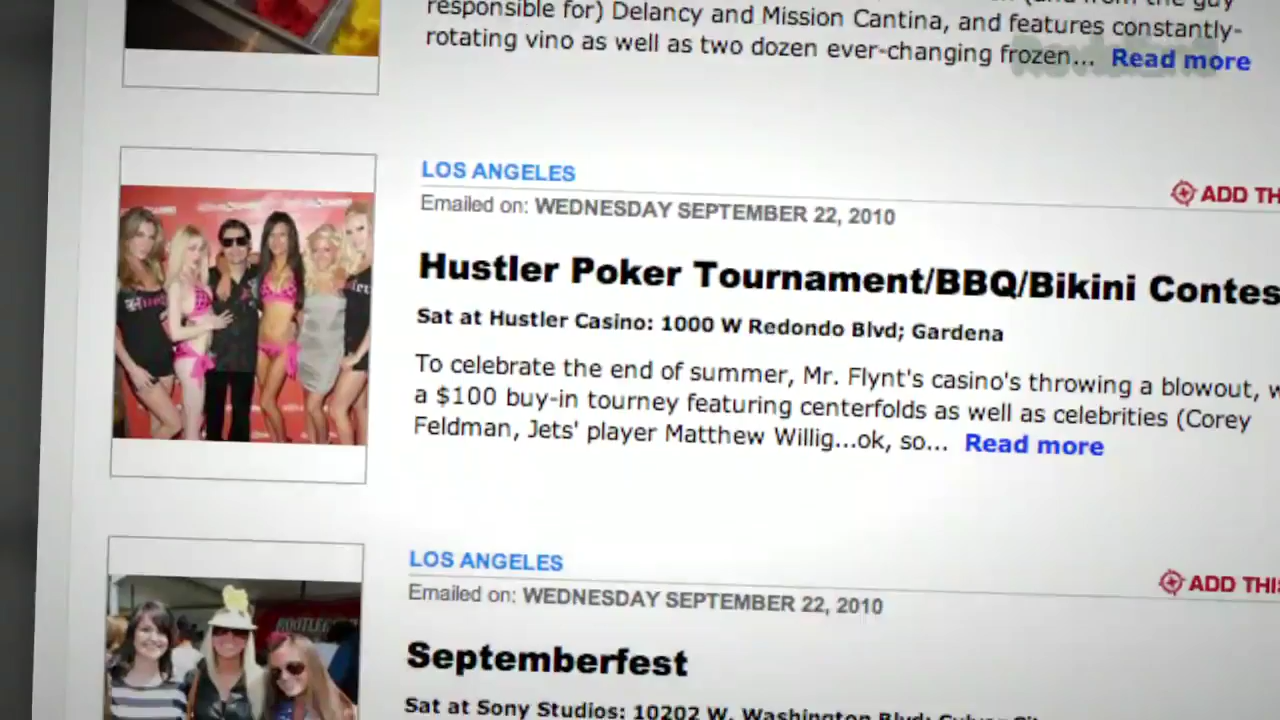 responsible for) Delancy and Mission Cantina, and features constantly-
rotating vino as well as two dozen ever-changing frozen... Read more
LOS ANGELES
ADD TH
Emailed on: WEDNESDAY SEPTEMBER 22, 2010
Hustler Poker Tournament/BBQ/Bikini Contes
Sat at Hustler Casino: 1000 W Redondo Blvd; Gardena
To celebrate the end of summer, Mr. Flynt's casino's throwing a blowout, w
a $100 buy-in tourney featuring centerfolds as well as celebrities (Corey
Feldman, Jets' player Matthew Willig...ok, so... Read more
LOS ANGELES
ADD THI
Emailed on: WEDNESDAY SEPTEMBER 22, 2010
Septemberfest
Sat at Sony Studios: 10202 W. Washington Blvd;